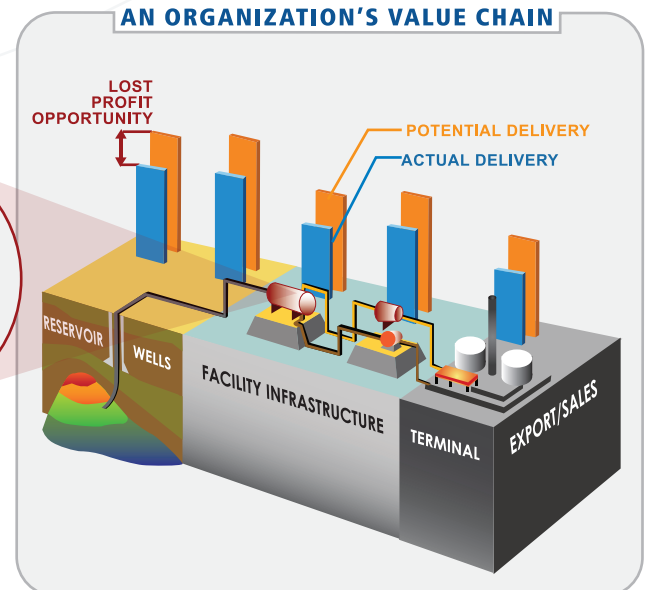 AN ORGANIZATION'S VALUE CHAIN
LOST
PROFIT
OPPORTUNITY
POTENTIAL DELIVERY
ACTUAL DELIVERY
RESERVOIR
WELLS
FACILITY INFRASTRUCTURE
TERMINAL
EXPORT/SALES